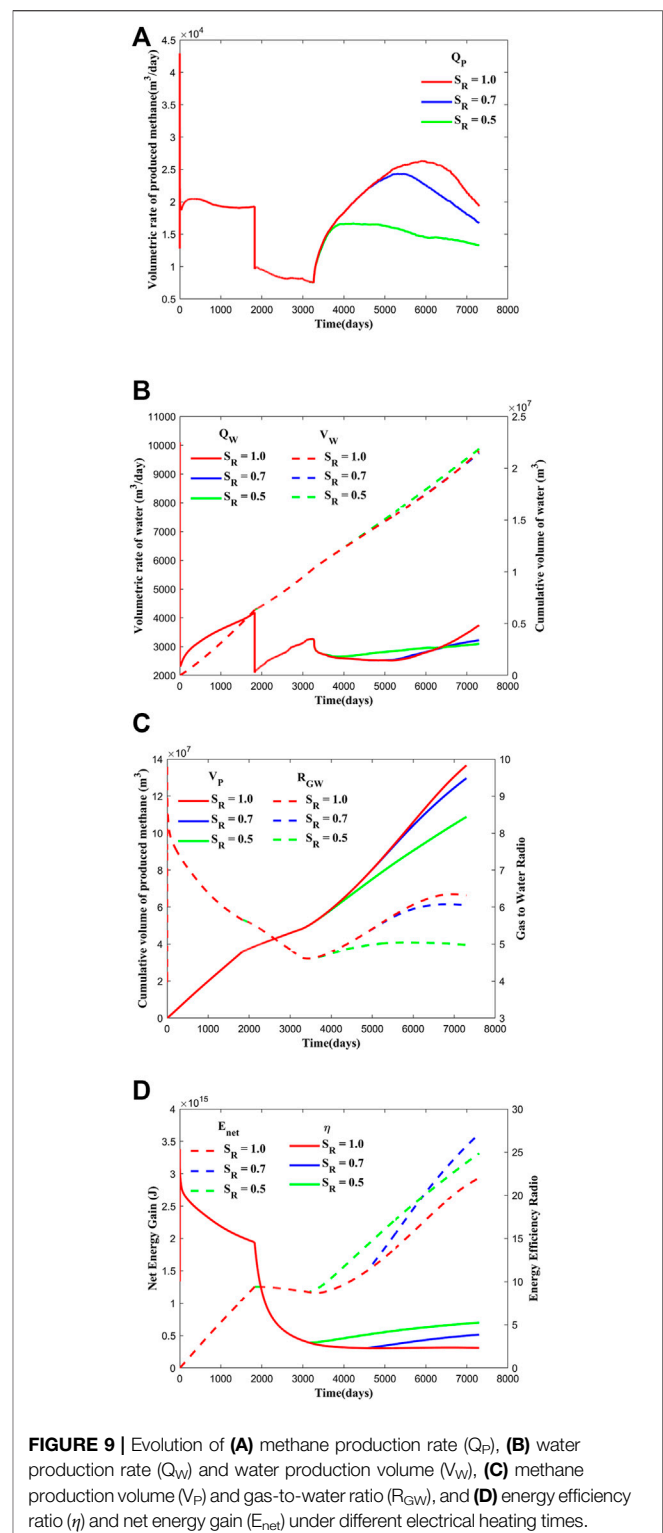 A
×10⁴
4.5
4
3.5
3
2.5
2
1.5
1
0.5
Volumetric rate of produced methane(m³/day)
Q_P
S_R = 1.0
S_R = 0.7
S_R = 0.5
0 1000 2000 3000 4000 5000 6000 7000 8000
Time(days)
B
×10⁷
11000
10000
9000
8000
7000
6000
5000
4000
3000
2000
Volumetric rate of water (m³/day)
Q_W V_W
S_R = 1.0 S_R = 1.0
S_R = 0.7 S_R = 0.7
S_R = 0.5 S_R = 0.5
2.5
2
1.5
1
0.5
0
Cumulative volume of water (m³)
0 1000 2000 3000 4000 5000 6000 7000 8000
C
×10⁷
14
12
10
8
6
4
2
0
Cumulative volume of produced methane (m³)
V_P R_GW
S_R = 1.0 S_R = 1.0
S_R = 0.7 S_R = 0.7
S_R = 0.5 S_R = 0.5
10
9
8
7
6
5
4
3
Gas to Water Radio
0 1000 2000 3000 4000 5000 6000 7000 8000
Time(days)
D
×10¹⁵
4
3.5
3
2.5
2
1.5
1
0.5
0
Net Energy Gain (J)
E_net η
S_R = 1.0 S_R = 1.0
S_R = 0.7 S_R = 0.7
S_R = 0.5 S_R = 0.5
30
25
20
15
10
5
0
Energy Efficiency Radio
0 1000 2000 3000 4000 5000 6000 7000 8000
Time(days)
FIGURE 9 | Evolution of (A) methane production rate (Q_P), (B) water
production rate (Q_W) and water production volume (V_W), (C) methane
production volume (V_P) and gas-to-water ratio (R_GW), and (D) energy efficiency
ratio (η) and net energy gain (E_net) under different electrical heating times.